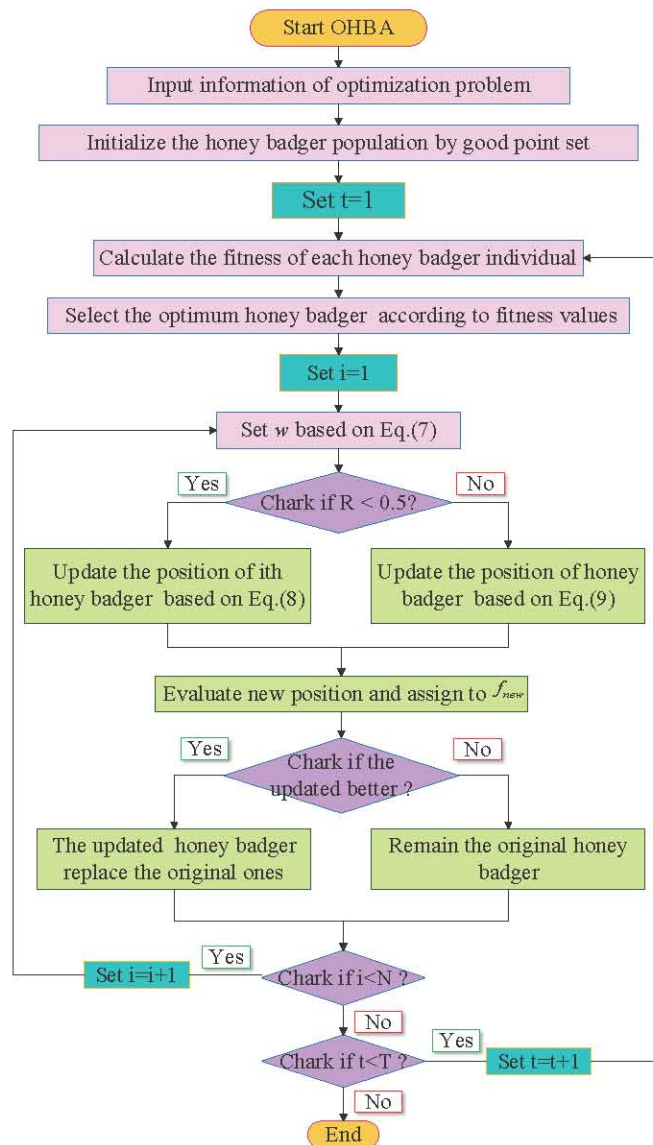 Start OHBA
Input information of optimization problem
Initialize the honey badger population by good point set
Set t=1
Calculate the fitness of each honey badger individual
Select the optimum honey badger according to fitness values
Set i=1
Set w based on Eq.(7)
Yes
No
Chark if R < 0.5?
Update the position of ith
honey badger based on Eq.(8)
Update the position of honey
badger based on Eq.(9)
Evaluate new position and assign to fnew
Yes
No
Chark if the
updated better ?
The updated honey badger
replace the original ones
Remain the original honey
badger
Set i=i+1
Yes
Chark if i<N ?
No
Chark if t<T ?
Yes
Set t=t+1
No
End